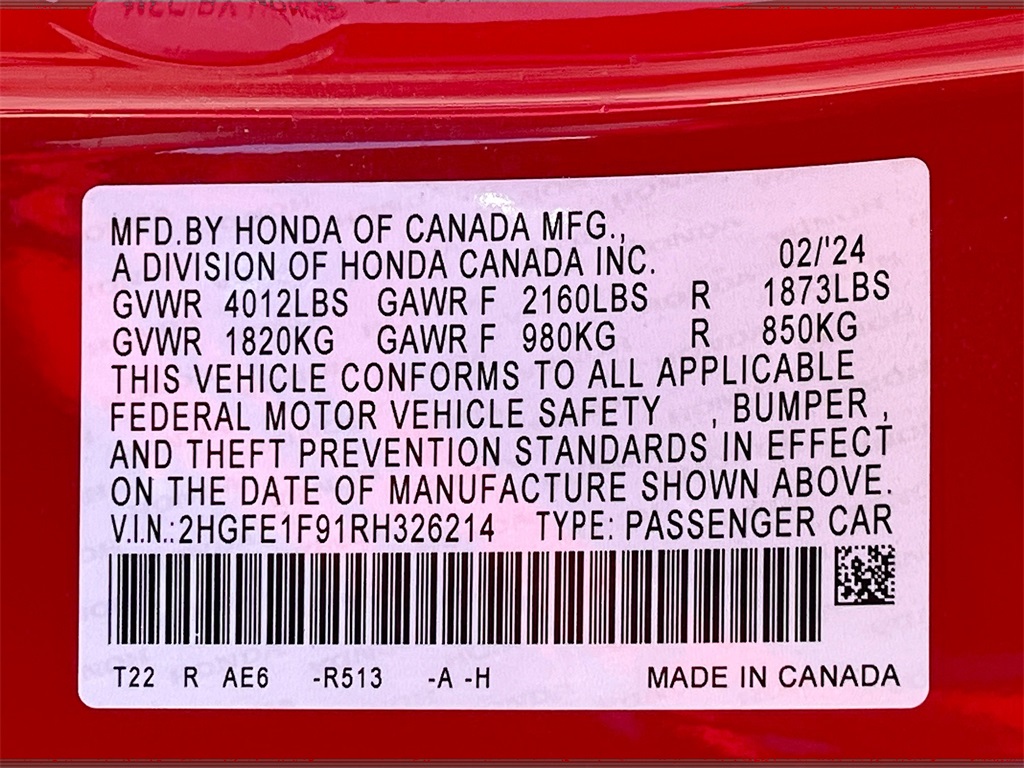 MFD.BY HONDA OF CANADA MFG.,
A DIVISION OF HONDA CANADA INC. 02/'24
GVWR 4012LBS GAWR F 2160LBS R 1873LBS
GVWR 1820KG GAWR F 980KG R 850KG
THIS VEHICLE CONFORMS TO ALL APPLICABLE
FEDERAL MOTOR VEHICLE SAFETY , BUMPER ,
AND THEFT PREVENTION STANDARDS IN EFFECT
ON THE DATE OF MANUFACTURE SHOWN ABOVE.
V.I.N.:2HGFE1F91RH326214 TYPE: PASSENGER CAR
T22 R AE6 -R513 -A -H MADE IN CANADA